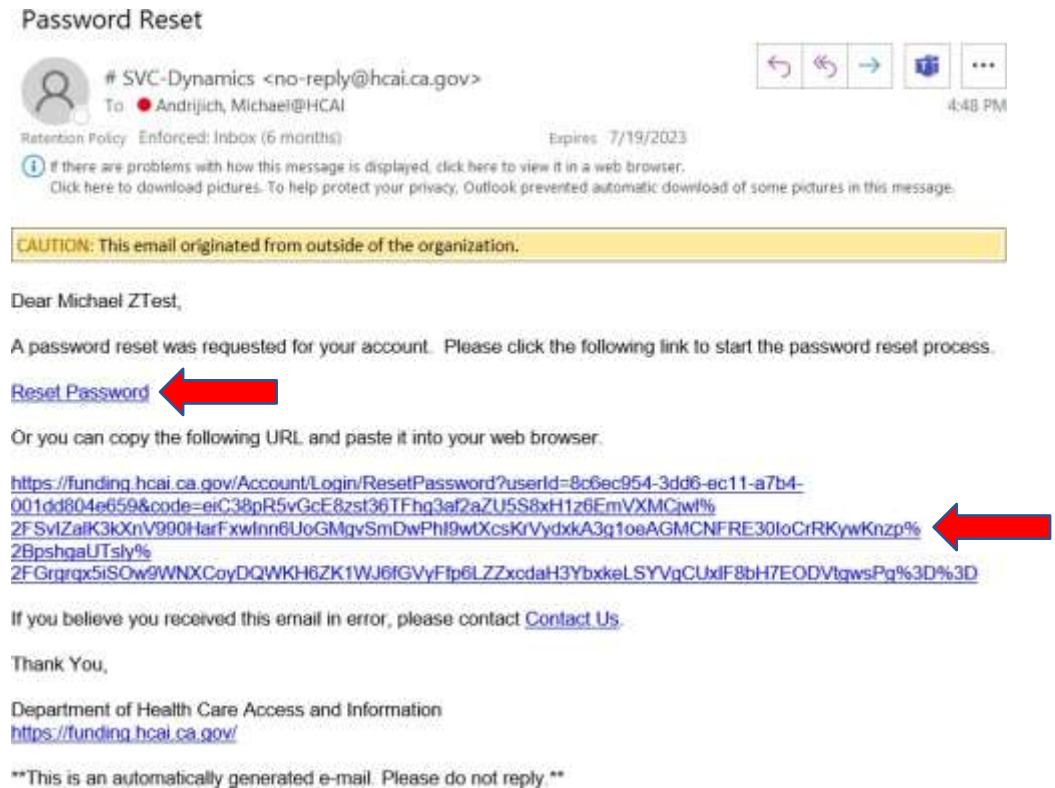 Password Reset
# SVC-Dynamics <no-reply@hcai.ca.gov>
To Andrijich, Michael@HCAI
4:48 PM
Retention Policy Enforced: Inbox (6 months) Expires 7/19/2023
If there are problems with how this message is displayed, click here to view it in a web browser.
Click here to download pictures. To help protect your privacy, Outlook prevented automatic download of some pictures in this message.
CAUTION: This email originated from outside of the organization.
Dear Michael ZTest,
A password reset was requested for your account. Please click the following link to start the password reset process.
Reset Password
Or you can copy the following URL and paste it into your web browser.
https://funding.hcai.ca.gov/Account/Login/ResetPassword?userId=8c6ec954-3dd6-ec11-a7b4-
001dd804e659&code=eiC38pR5vGcE8zst36TFhg3af2aZU5S8xH1z6EmVXMCjwl%
2FSvIZalK3kXnV990HarFxwInn6UoGMgvSmDwPhI9wtXcsKrVydxkA3g1oeAGMCNFRE30IoCrRKywKnzp%
2BpshgaUTsly%
2FGrgrqx5iSOw9WNXCoyDQWKH6ZK1WJ6fGVyFfp6LZZxcdaH3YbxkeLSYVgCUxlF8bH7EODVtgwsPg%3D%3D
If you believe you received this email in error, please contact Contact Us.
Thank You,
Department of Health Care Access and Information
https://funding.hcai.ca.gov/
**This is an automatically generated e-mail. Please do not reply.**